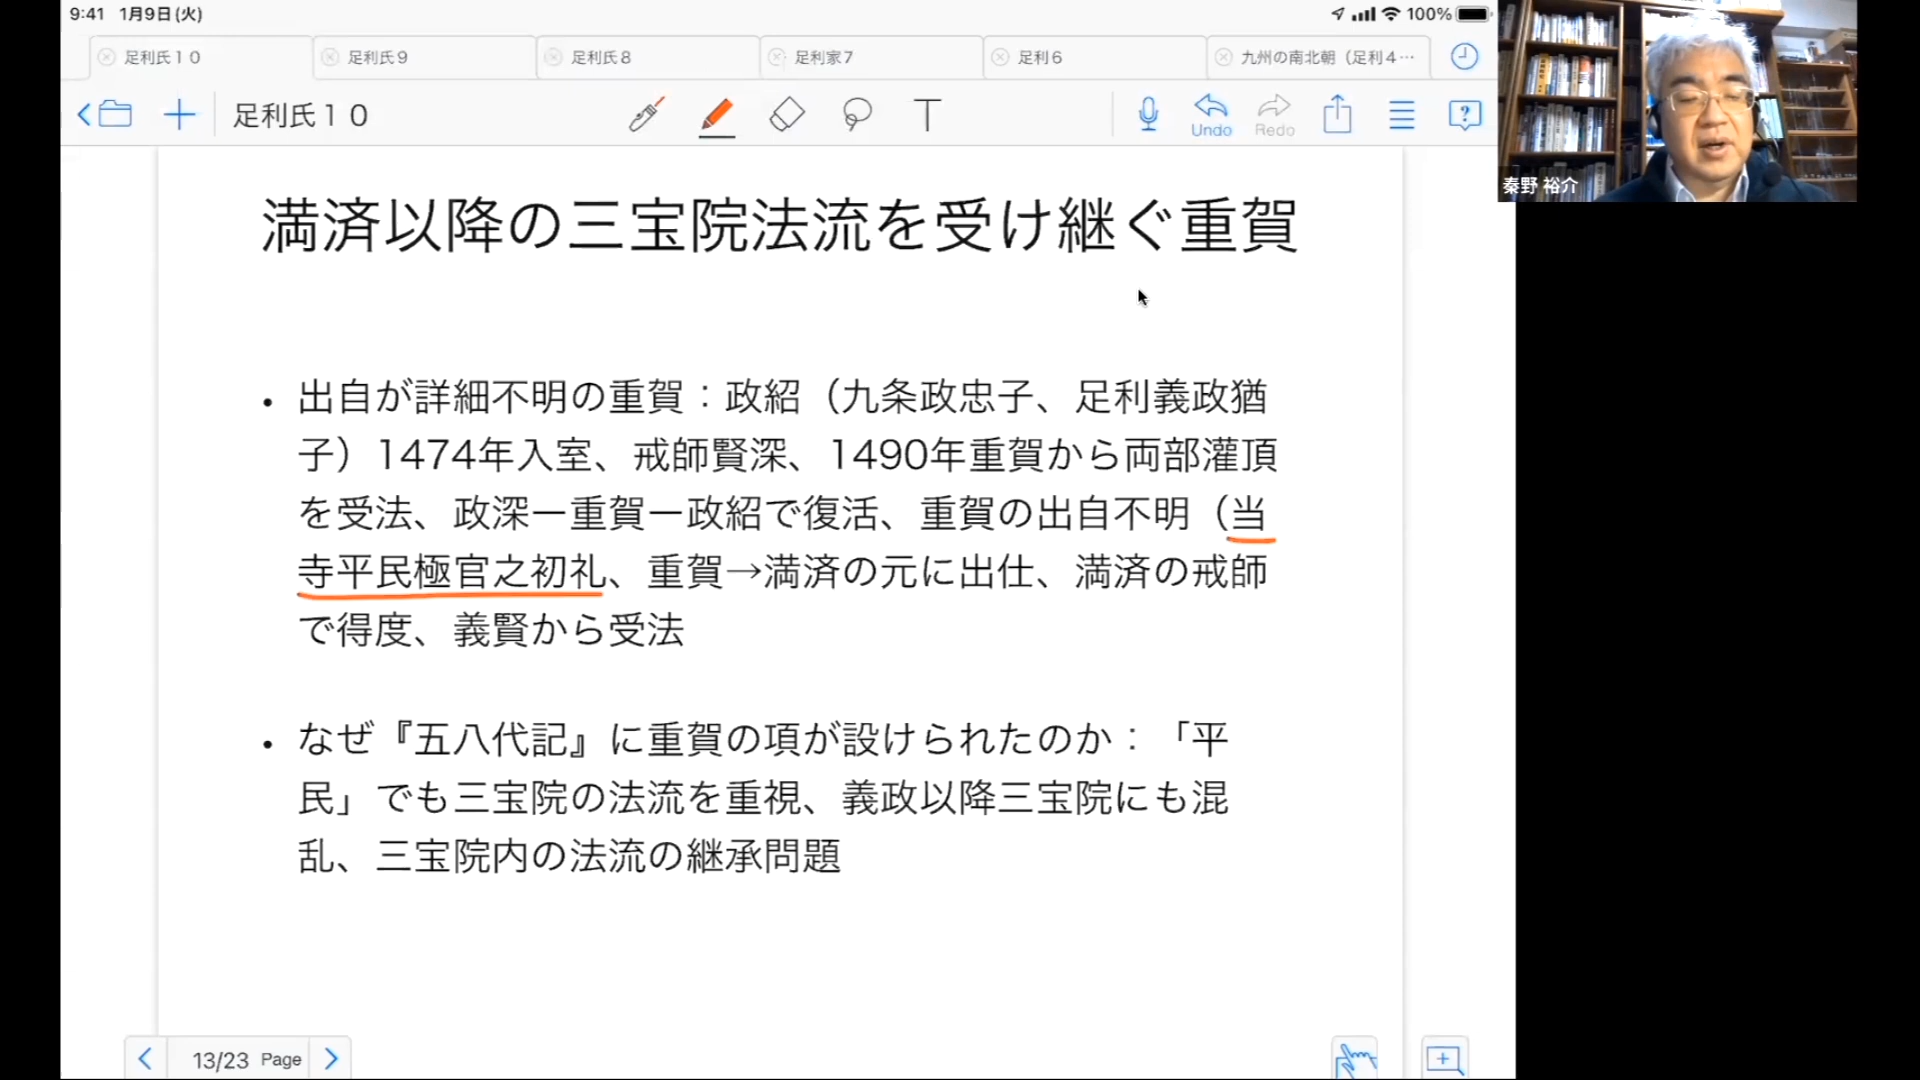 9:41 1月9日(火)
100%
足利氏１０
足利氏９
足利氏８
足利家７
足利６
九州の南北朝（足利４…
足利氏１０
T
Undo
Redo
秦野 裕介
満済以降の三宝院法流を受け継ぐ重賀
• 出自が詳細不明の重賀：政紹（九条政忠子、足利義政猶
子）1474年入室、戒師賢深、1490年重賀から両部灌頂
を受法、政深ー重賀ー政紹で復活、重賀の出自不明（当
寺平民極官之初礼、重賀→満済の元に出仕、満済の戒師
で得度、義賢から受法
• なぜ『五八代記』に重賀の項が設けられたのか：「平
民」でも三宝院の法流を重視、義政以降三宝院にも混
乱、三宝院内の法流の継承問題
13/23 Page